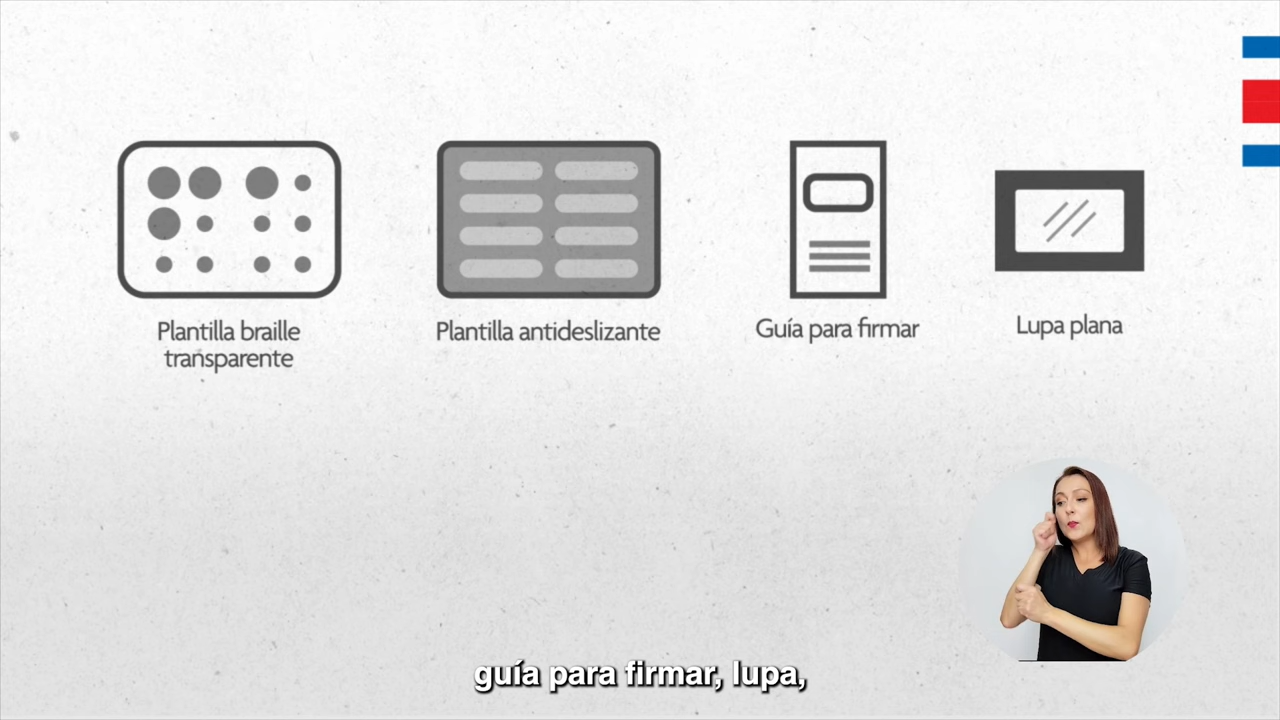 Plantilla braille
transparente
Plantilla antideslizante
Guía para firmar
Lupa plana
guía para firmar, lupa,